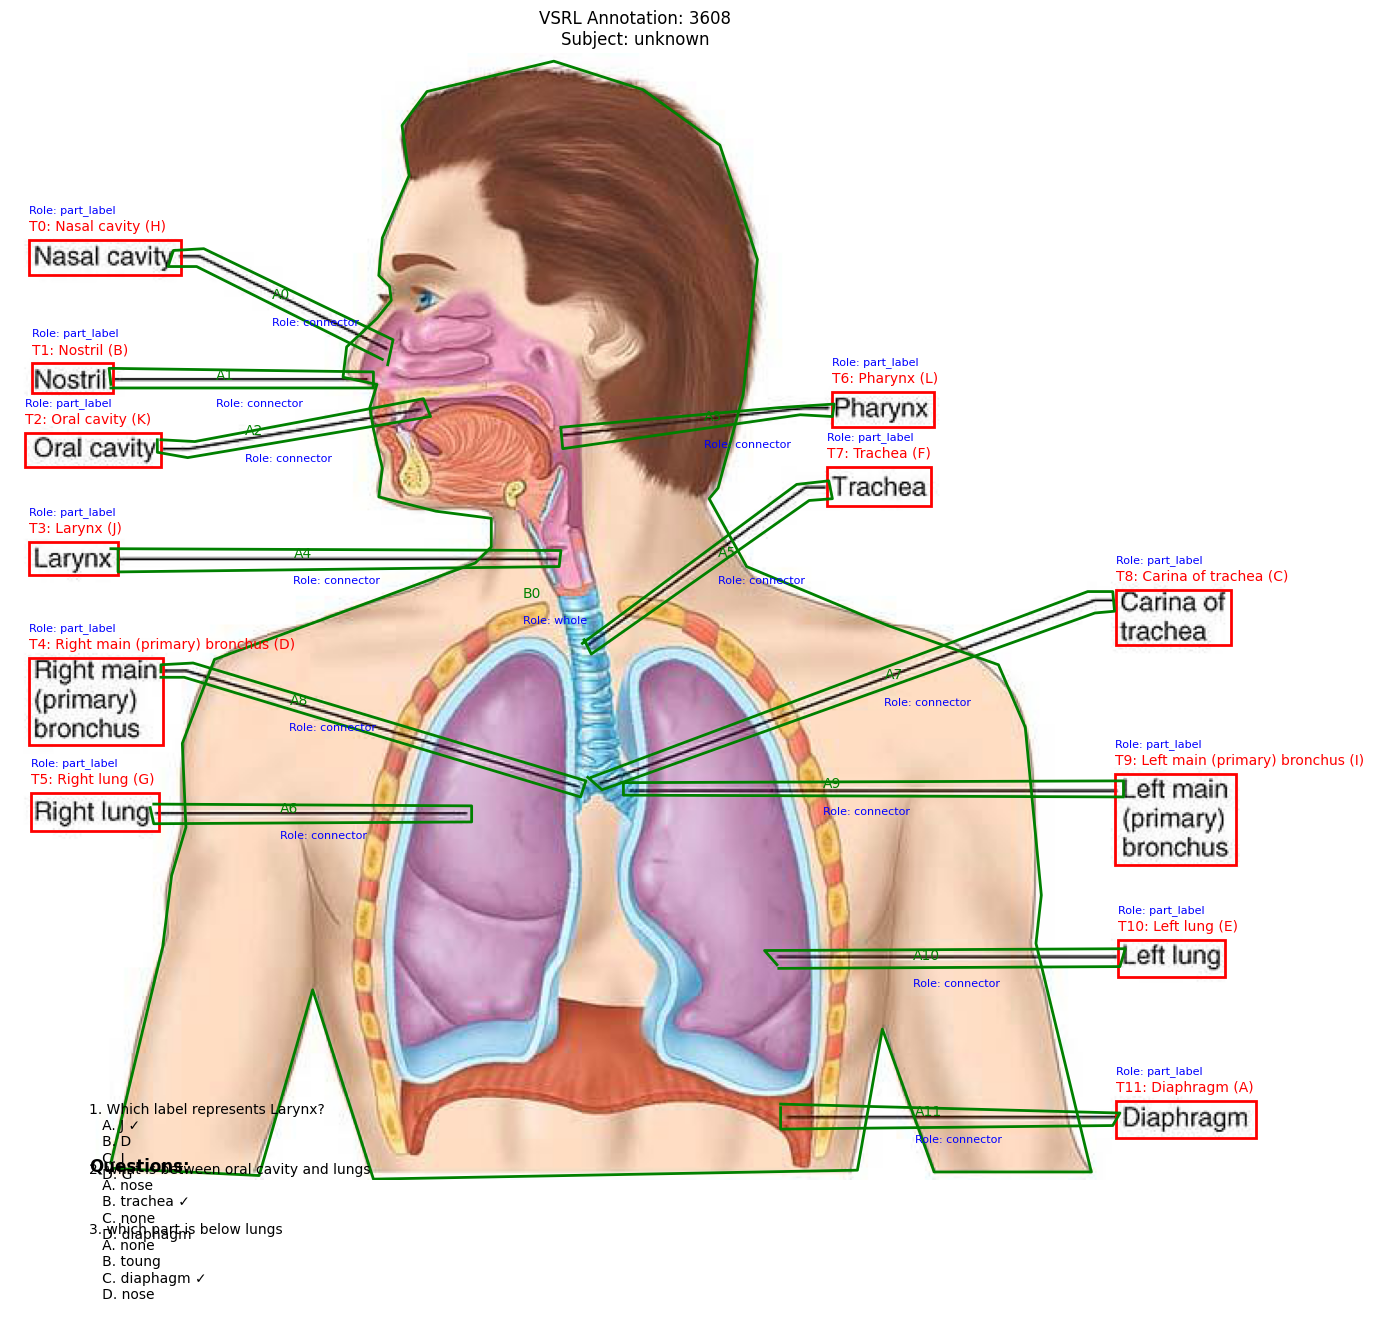 VSRL Annotation: 3608
Subject: unknown
Role: part_label
T0: Nasal cavity (H)
Nasal cavity
A0
Role: connector
Role: part_label
T1: Nostril (B)
Nostril
A1
Role: connector
Role: part_label
T2: Oral cavity (K)
Oral cavity
A2
Role: connector
Role: part_label
T3: Larynx (J)
Larynx
A4
Role: connector
Role: part_label
T4: Right main (primary) bronchus (D)
Right main
(primary)
bronchus
A8
Role: connector
Role: part_label
T5: Right lung (G)
Right lung
A6
Role: connector
B0
Role: whole
Role: part_label
T6: Pharynx (L)
Pharynx
Role: connector
Role: part_label
T7: Trachea (F)
Trachea
A5
Role: connector
Role: part_label
T8: Carina of trachea (C)
Carina of
trachea
A7
Role: connector
Role: part_label
T9: Left main (primary) bronchus (I)
Left main
(primary)
bronchus
A9
Role: connector
Role: part_label
T10: Left lung (E)
Left lung
A10
Role: connector
Role: part_label
T11: Diaphragm (A)
Diaphragm
A11
Role: connector
Questions:
1. Which label represents Larynx?
A. J ✓
B. D
C. I
D. G
2. what is between oral cavity and lungs
A. nose
B. trachea ✓
C. none
D. diaphagm
3. which part is below lungs
A. none
B. toung
C. diaphagm ✓
D. nose